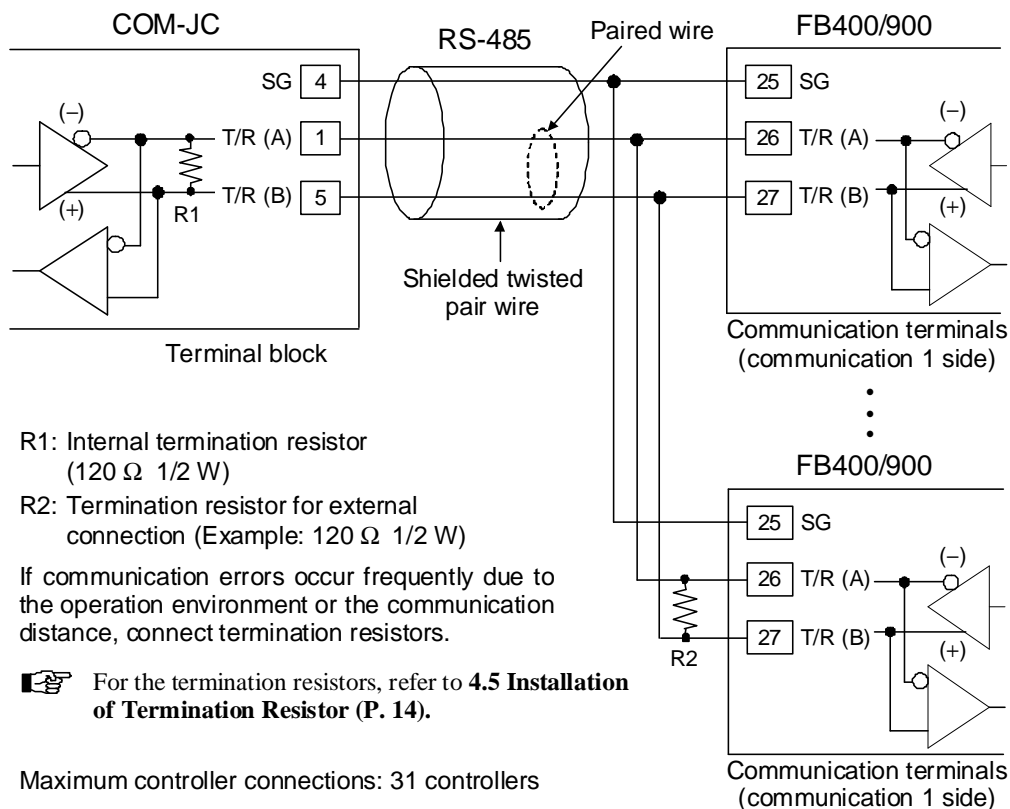 COM-JC
RS-485
Paired wire
FB400/900
SG 4
25 SG
(−)
(−)
T/R (A) 1
26 T/R (A)
T/R (B) 5
27 T/R (B)
(+)
R1
(+)
Shielded twisted
pair wire
Terminal block
Communication terminals
(communication 1 side)
R1: Internal termination resistor
(120 Ω 1/2 W)
R2: Termination resistor for external
connection (Example: 120 Ω 1/2 W)
If communication errors occur frequently due to
the operation environment or the communication
distance, connect termination resistors.
For the termination resistors, refer to 4.5 Installation
of Termination Resistor (P. 14).
Maximum controller connections: 31 controllers
FB400/900
25 SG
(−)
26 T/R (A)
27 T/R (B)
R2
(+)
Communication terminals
(communication 1 side)